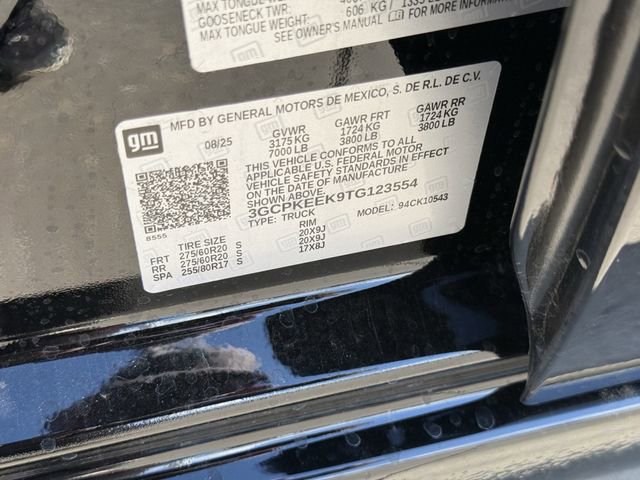 MAX TONGUE WEIGHT:
GOOSENECK TWR:
MAX TONGUE WEIGHT: 606 KG /
SEE OWNER'S MANUAL FOR MORE INFORMATION
MFD BY GENERAL MOTORS DE MEXICO, S. DE R.L. DE C.V.
gm
08/25 GVWR GAWR FRT GAWR RR
3175 KG 1724 KG 1724 KG
7000 LB 3800 LB 3800 LB
THIS VEHICLE CONFORMS TO ALL
APPLICABLE U.S. FEDERAL MOTOR
VEHICLE SAFETY STANDARDS IN EFFECT
ON THE DATE OF MANUFACTURE
SHOWN ABOVE.
3GCPKEEK9TG123554
TYPE: TRUCK MODEL: 94CK10543
B555
TIRE SIZE RIM
FRT 275/60R20 S 20X9J
RR 275/60R20 S 20X9J
SPA 255/80R17 S 17X8J